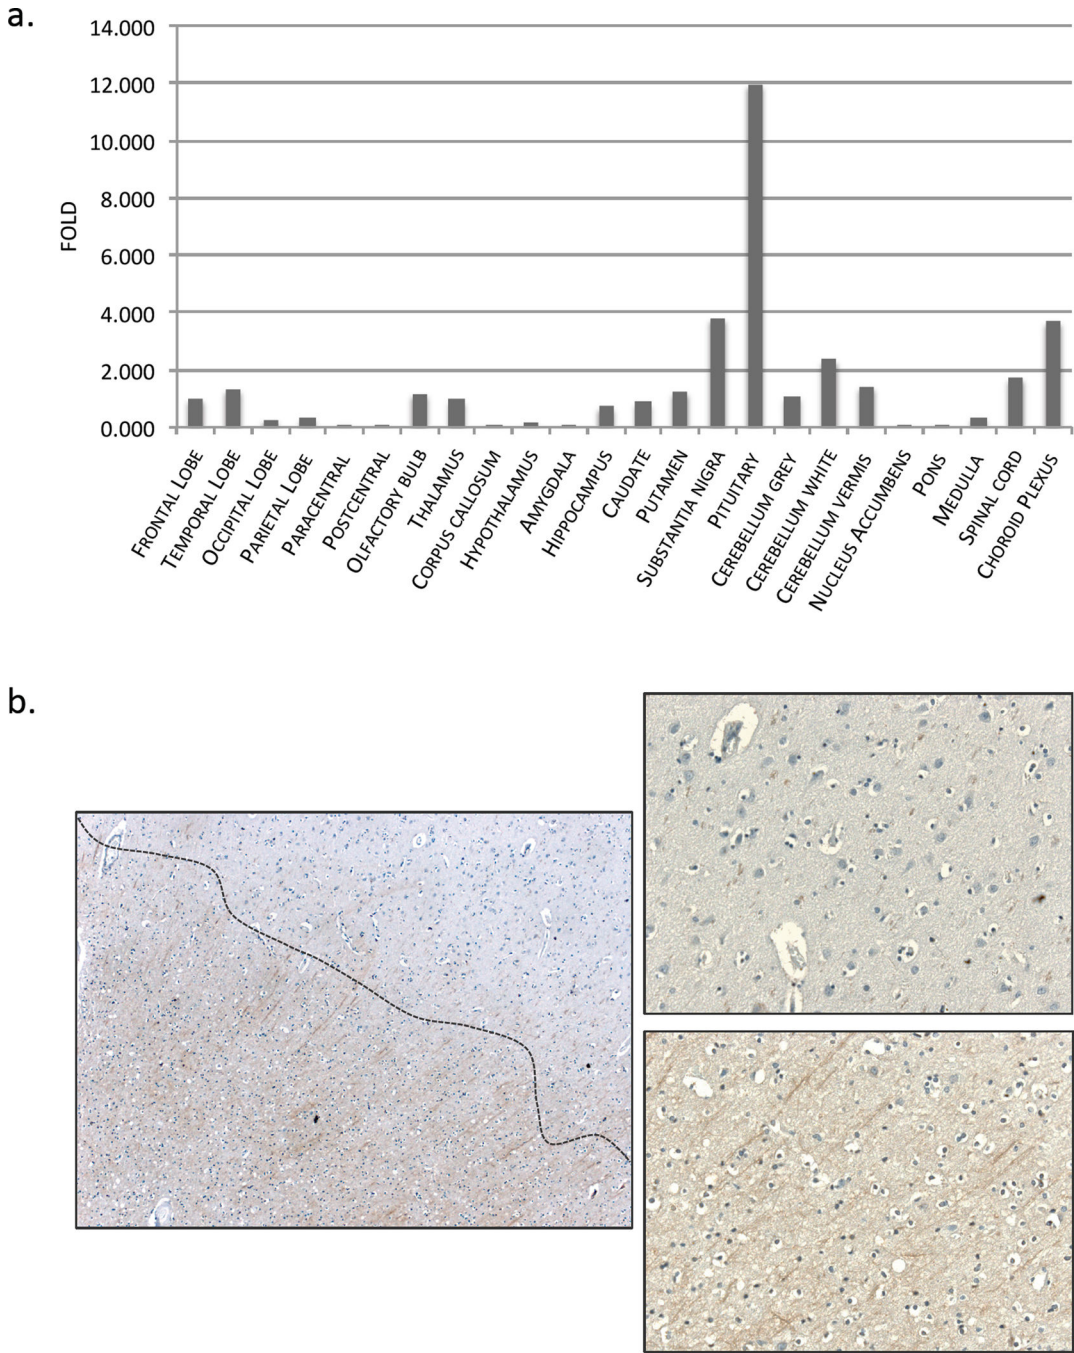 a.
14.000
12.000
10.000
8.000
6.000
4.000
2.000
0.000
FOLD
FRONTAL LOBE
TEMPORAL LOBE
OCCIPITAL LOBE
PARIETAL LOBE
PARACENTRAL
POSTCENTRAL
OLFACTORY BULB
THALAMUS
CORPUS CALLOSUM
HYPOTHALAMUS
AMYGDALA
HIPPOCAMPUS
CAUDATE
PUTAMEN
SUBSTANTIA NIGRA
PITUITARY
CEREBELLUM GREY
CEREBELLUM WHITE
CEREBELLUM VERMIS
NUCLEUS ACCUMBENS
PONS
MEDULLA
SPINAL CORD
CHOROID PLEXUS
b.